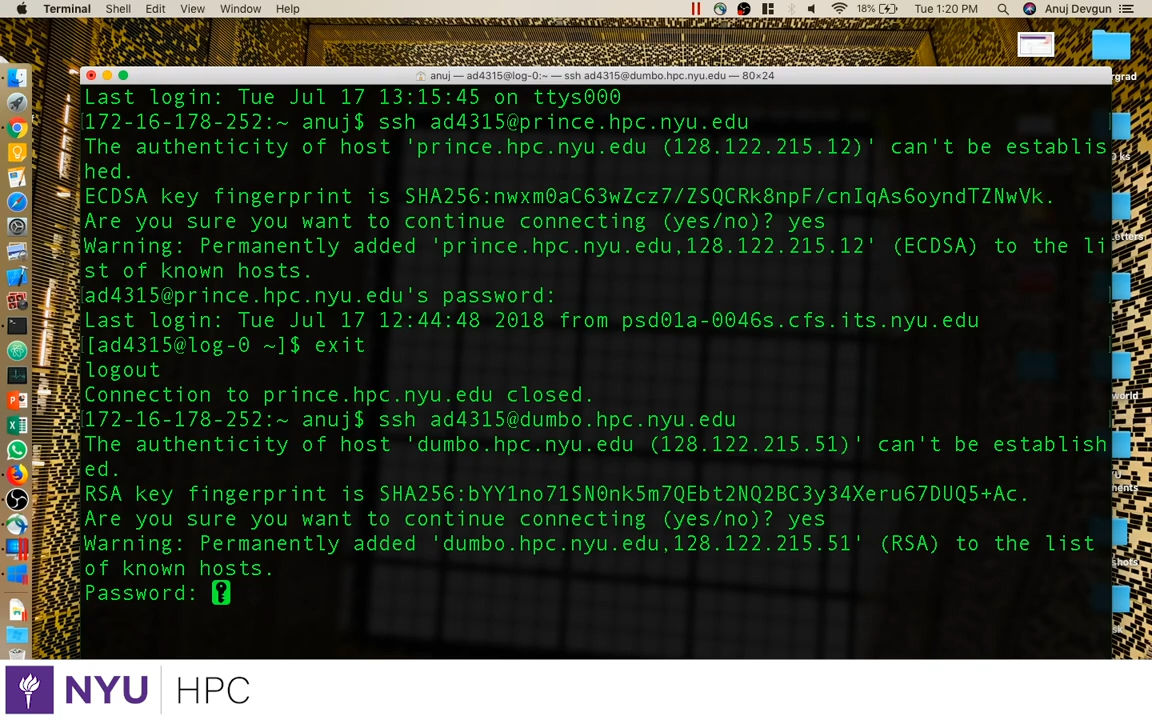 Terminal Shell Edit View Window Help 18% Tue 1:20 PM Anuj Devgun
anuj — ad4315@log-0:~ — ssh ad4315@dumbo.hpc.nyu.edu — 80×24
Last login: Tue Jul 17 13:15:45 on ttys000
[172-16-178-252:~ anuj$ ssh ad4315@prince.hpc.nyu.edu
The authenticity of host 'prince.hpc.nyu.edu (128.122.215.12)' can't be establis
hed.
ECDSA key fingerprint is SHA256:nwxm0aC63wZcz7/ZSQCRk8npF/cnIqAs6oyndTZNwVk.
Are you sure you want to continue connecting (yes/no)? yes
Warning: Permanently added 'prince.hpc.nyu.edu,128.122.215.12' (ECDSA) to the li
st of known hosts.
ad4315@prince.hpc.nyu.edu's password:
Last login: Tue Jul 17 12:44:48 2018 from psd01a-0046s.cfs.its.nyu.edu
[[ad4315@log-0 ~]$ exit
logout
Connection to prince.hpc.nyu.edu closed.
[172-16-178-252:~ anuj$ ssh ad4315@dumbo.hpc.nyu.edu
The authenticity of host 'dumbo.hpc.nyu.edu (128.122.215.51)' can't be establish
ed.
RSA key fingerprint is SHA256:bYY1no71SN0nk5m7QEbt2NQ2BC3y34Xeru67DUQ5+Ac.
Are you sure you want to continue connecting (yes/no)? yes
Warning: Permanently added 'dumbo.hpc.nyu.edu,128.122.215.51' (RSA) to the list
of known hosts.
Password:
NYU HPC